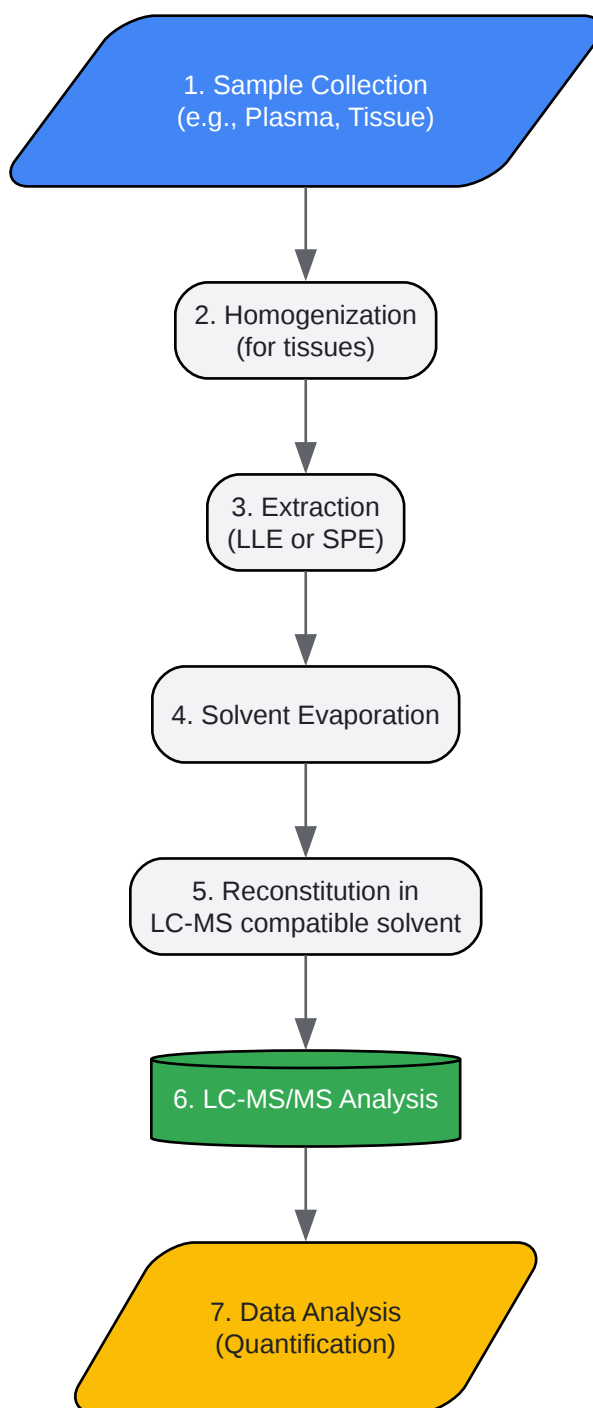 1. Sample Collection
(e.g., Plasma, Tissue)
2. Homogenization
(for tissues)
3. Extraction
(LLE or SPE)
4. Solvent Evaporation
5. Reconstitution in
LC-MS compatible solvent
6. LC-MS/MS Analysis
7. Data Analysis
(Quantification)